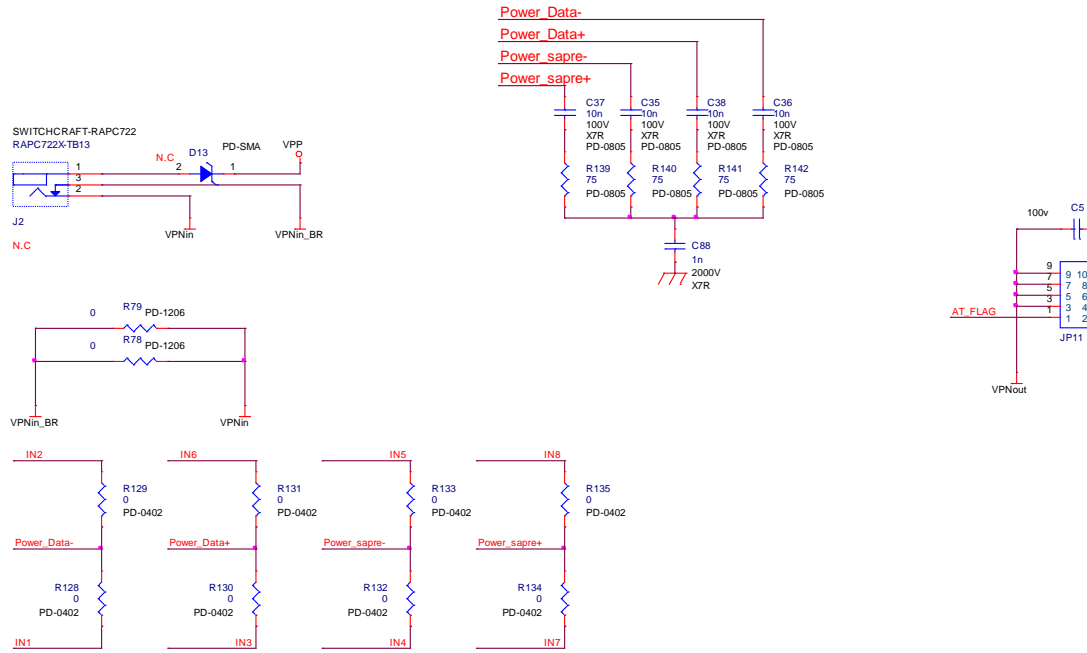 Power_Data-
Power_Data+
Power_sapre-
Power_sapre+
C37
10n
100V
X7R
PD-0805
C35
10n
100V
X7R
PD-0805
C38
10n
100V
X7R
PD-0805
C36
10n
100V
X7R
PD-0805
R139
75
PD-0805
R140
75
PD-0805
R141
75
PD-0805
R142
75
PD-0805
C88
1n
2000V
X7R
SWITCHCRAFT-RAPC722
RAPC722X-TB13
N.C
D13
PD-SMA
VPP
1
3
2
2
1
J2
N.C
VPNin
VPNin_BR
100v
C5
9
7
5
3
1
9 10
7 8
5 6
3 4
1 2
AT_FLAG
JP11
VPNout
0
R79
PD-1206
0
R78
PD-1206
VPNin_BR
VPNin
IN2
R129
0
PD-0402
Power_Data-
R128
0
PD-0402
IN1
IN6
R131
0
PD-0402
Power_Data+
R130
0
PD-0402
IN3
IN5
R133
0
PD-0402
Power_sapre-
R132
0
PD-0402
IN4
IN8
R135
0
PD-0402
Power_sapre+
R134
0
PD-0402
IN7